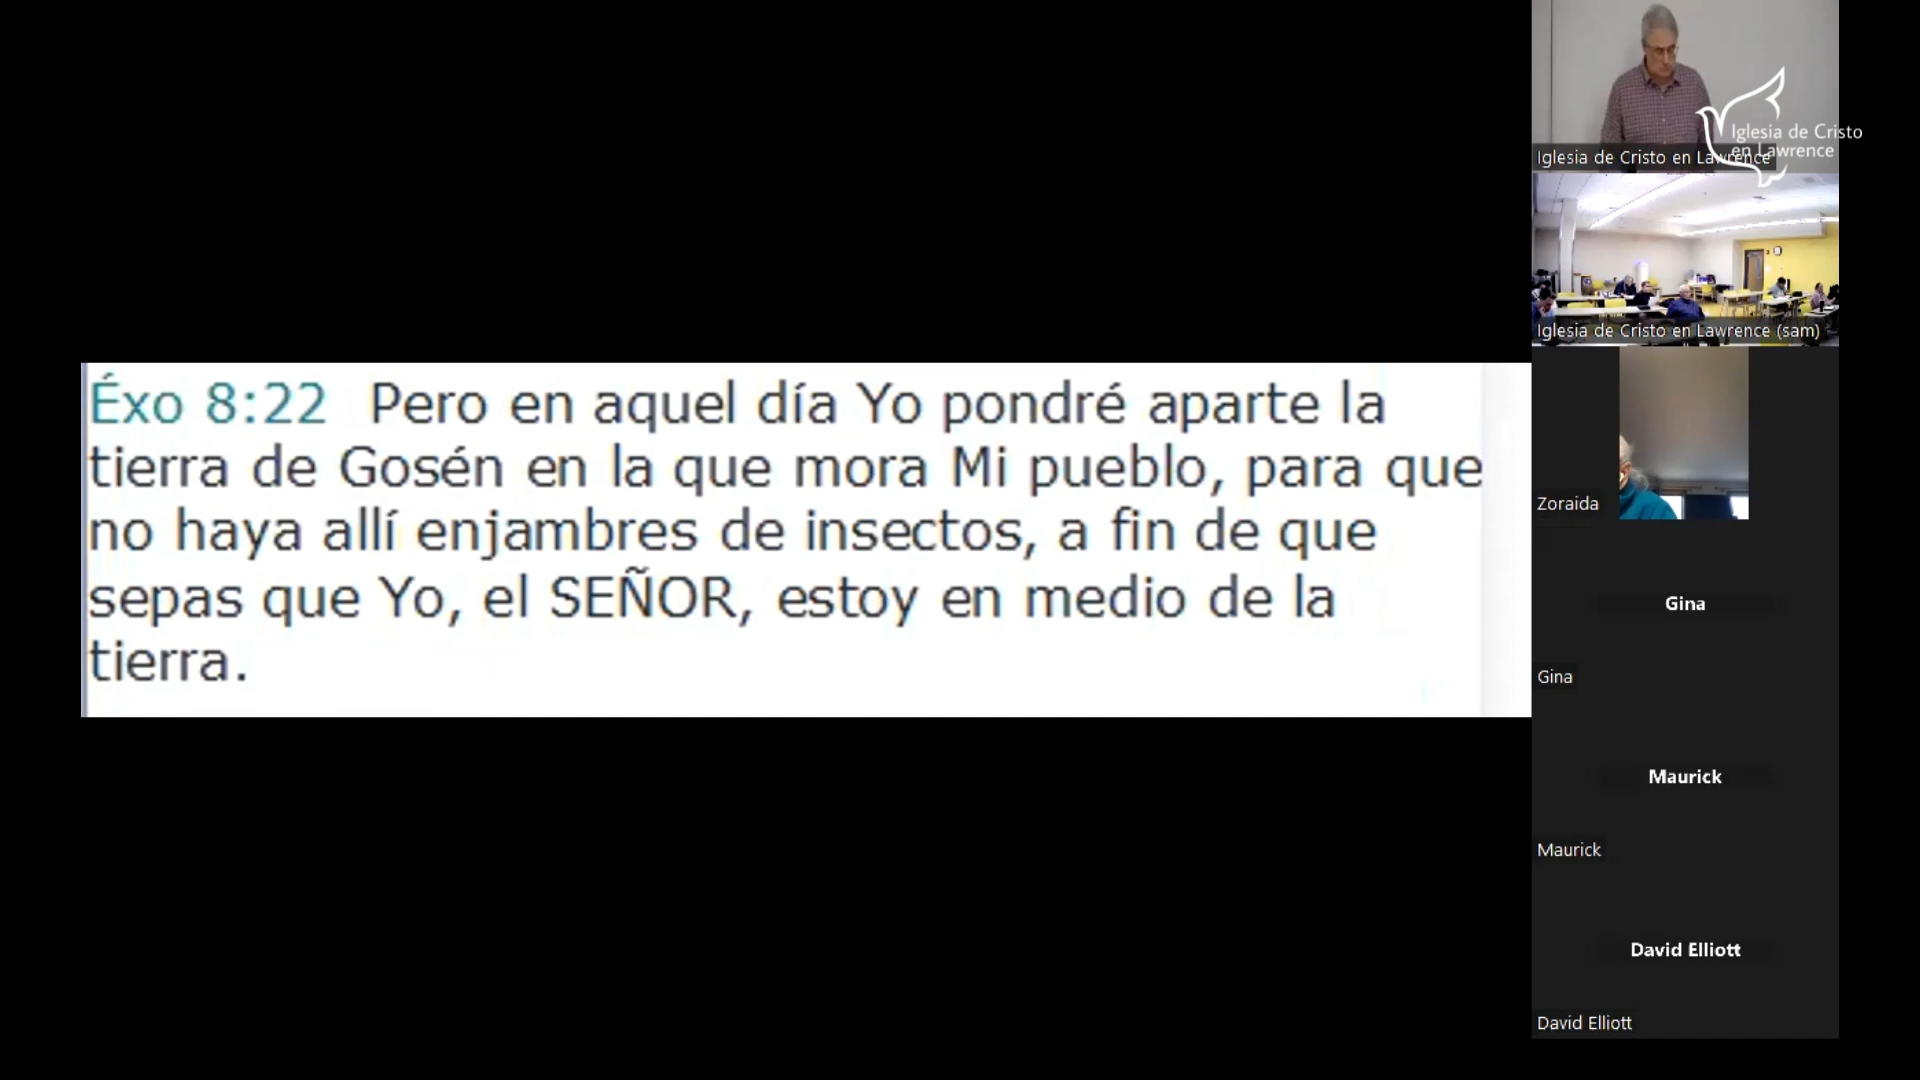 Éxo 8:22 Pero en aquel día Yo pondré aparte la
tierra de Gosén en la que mora Mi pueblo, para que
no haya allí enjambres de insectos, a fin de que
sepas que Yo, el SEÑOR, estoy en medio de la
tierra.
Iglesia de Cristo
en Lawrence
Iglesia de Cristo en Lawrence
Iglesia de Cristo en Lawrence (sam)
Zoraida
Gina
Gina
Maurick
Maurick
David Elliott
David Elliott